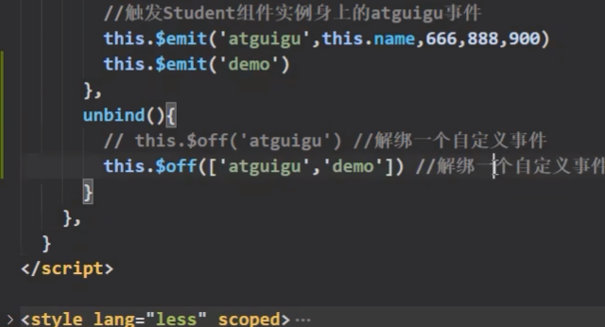 //触发Student组件实例身上的atguigu事件
this.$emit('atguigu',this.name,666,888,900)
this.$emit('demo')
},
unbind(){
// this.$off('atguigu') //解绑一个自定义事件
this.$off(['atguigu','demo']) //解绑一个自定义事件
}
},
}
</script>
<style lang="less" scoped>…